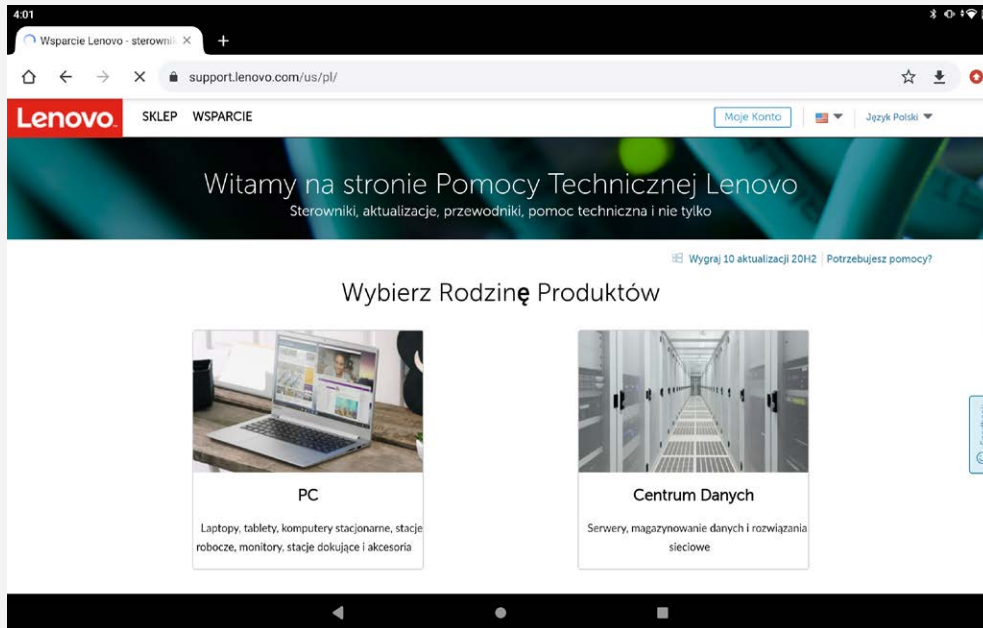 4:01
Wsparcie Lenovo - sterownik
support.lenovo.com/us/pl/
Lenovo SKLEP WSPARCIE Moje Konto Język Polski
Witamy na stronie Pomocy Technicznej Lenovo
Sterowniki, aktualizacje, przewodniki, pomoc techniczna i nie tylko
Wygraj 10 aktualizacji 20H2 Potrzebujesz pomocy?
Wybierz Rodzinę Produktów
PC
Laptopy, tablety, komputery stacjonarne, stacje
robocze, monitory, stacje dokujące i akcesoria
Centrum Danych
Serwery, magazynowanie danych i rozwiązania
sieciowe